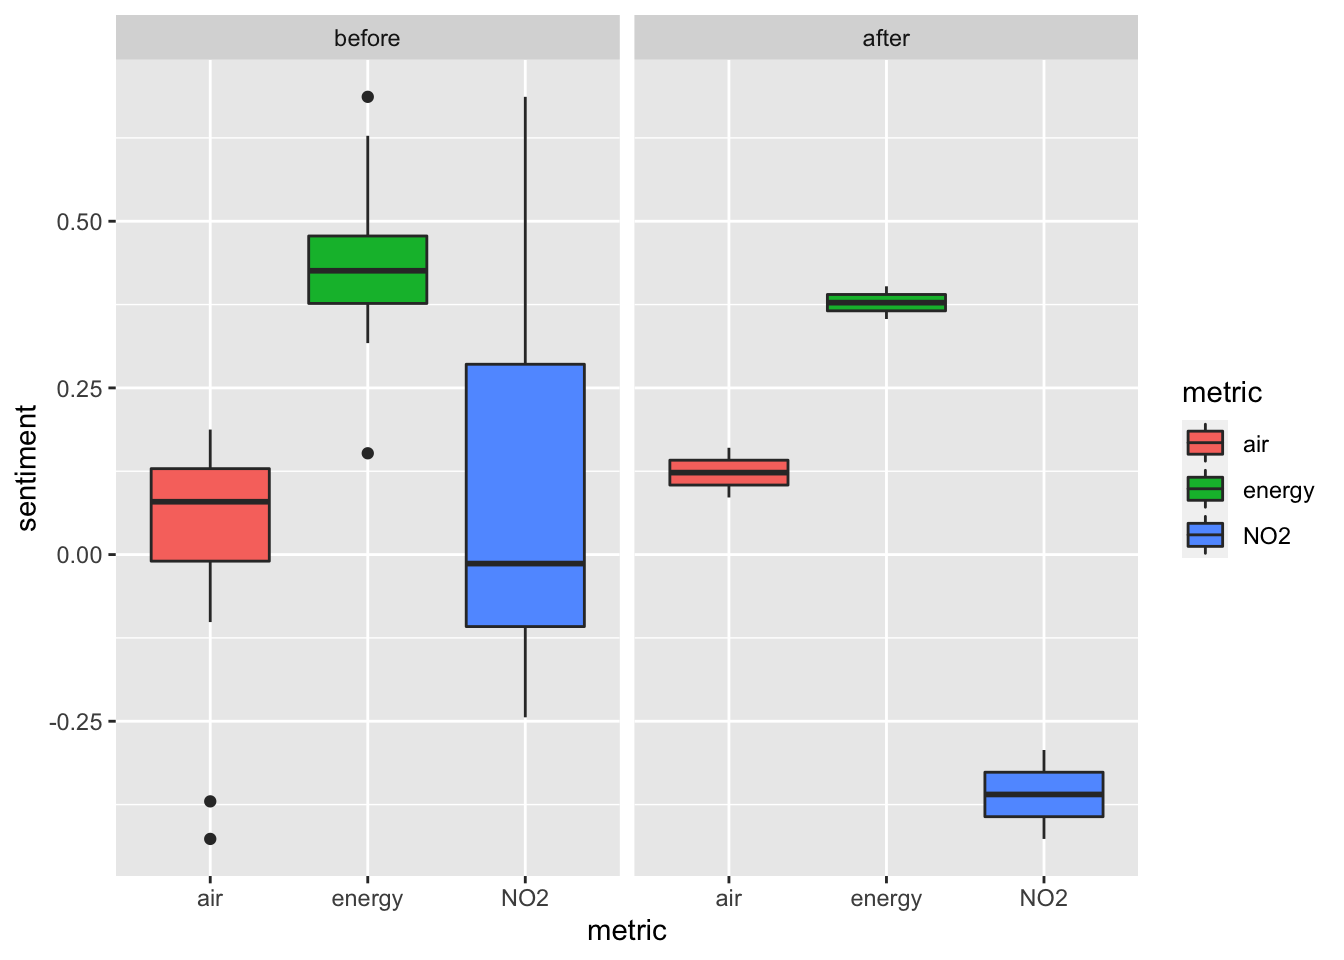 before
after
0.50
0.25
0.00
-0.25
sentiment
air
energy
NO2
air
energy
NO2
metric
metric
air
energy
NO2